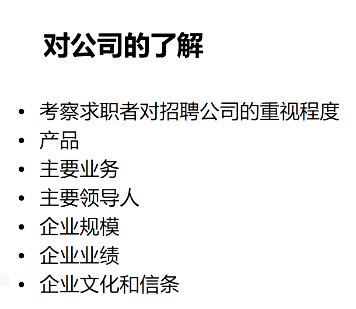 对公司的了解
• 考察求职者对招聘公司的重视程度
• 产品
• 主要业务
• 主要领导人
• 企业规模
• 企业业绩
• 企业文化和信条